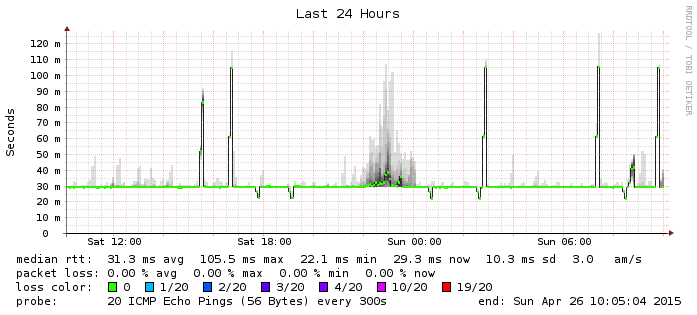 Last 24 Hours
RRDTOOL / TOBI OETIKER
Seconds
120 m
110 m
100 m
90 m
80 m
70 m
60 m
50 m
40 m
30 m
20 m
10 m
0
Sat 12:00 Sat 18:00 Sun 00:00 Sun 06:00
median rtt: 31.3 ms avg 105.5 ms max 22.1 ms min 29.3 ms now 10.3 ms sd 3.0 am/s
packet loss: 0.00 % avg 0.00 % max 0.00 % min 0.00 % now
loss color: 0 1/20 2/20 3/20 4/20 10/20 19/20
probe: 20 ICMP Echo Pings (56 Bytes) every 300s end: Sun Apr 26 10:05:04 2015